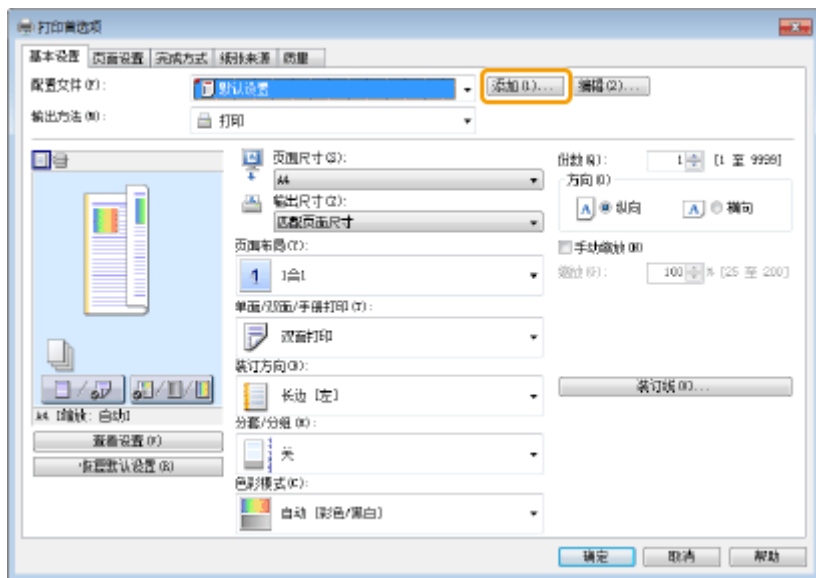 打印首选项
基本设置 页面设置 完成方式 纸张来源 质量
配置文件(F): 默认设置 添加(1)... 编辑(2)...
输出方法(M): 打印
页面尺寸(S): 份数(Q): 1 [1 至 9999]
A4 方向(O)
输出尺寸(Z): A 纵向 A 横向
匹配页面尺寸
页面布局(Y): 手动缩放(N)
1 1合1 缩放(G): 100 % [25 至 200]
单面/双面/手册打印(T):
双面打印
装订方向(B):
长边 [左] 装订线(X)...
A4 [缩放: 自动]
分套/分组(K):
查看设置(V) 关
恢复默认设置(R)
色彩模式(C):
自动 [彩色/黑白]
确定 取消 帮助